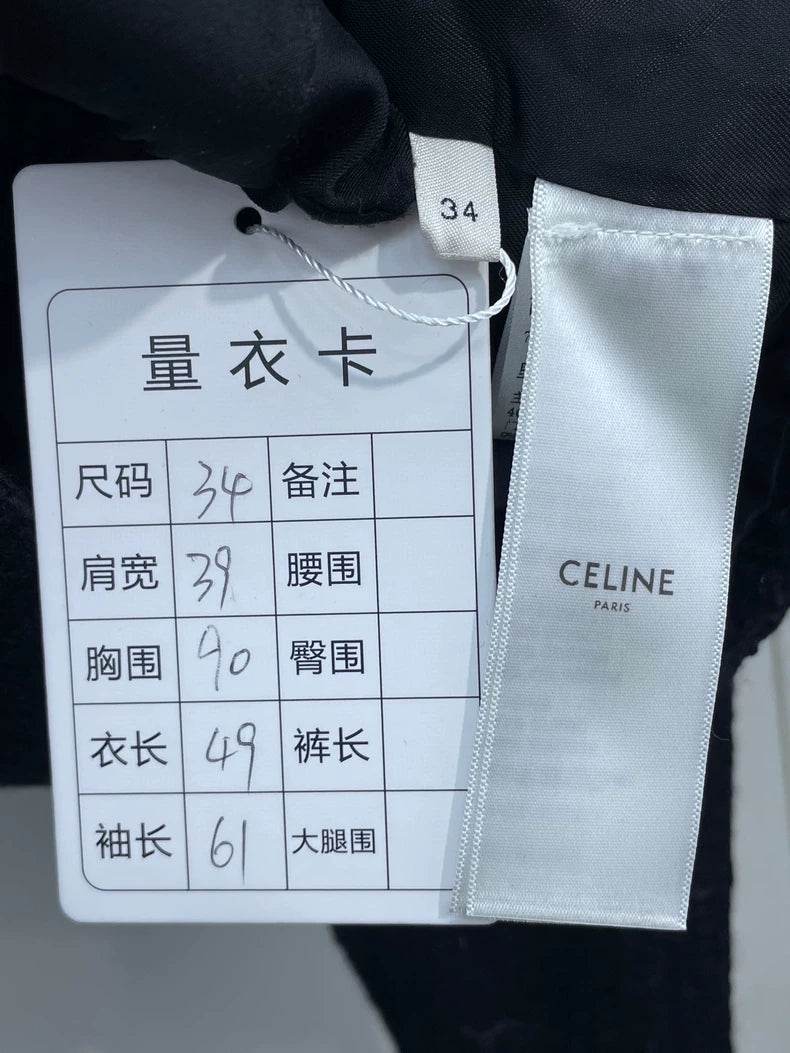 34
量衣卡
尺码 34 备注
肩宽 39 腰围
胸围 90 臀围
衣长 49 裤长
袖长 61 大腿围
CELINE
PARIS